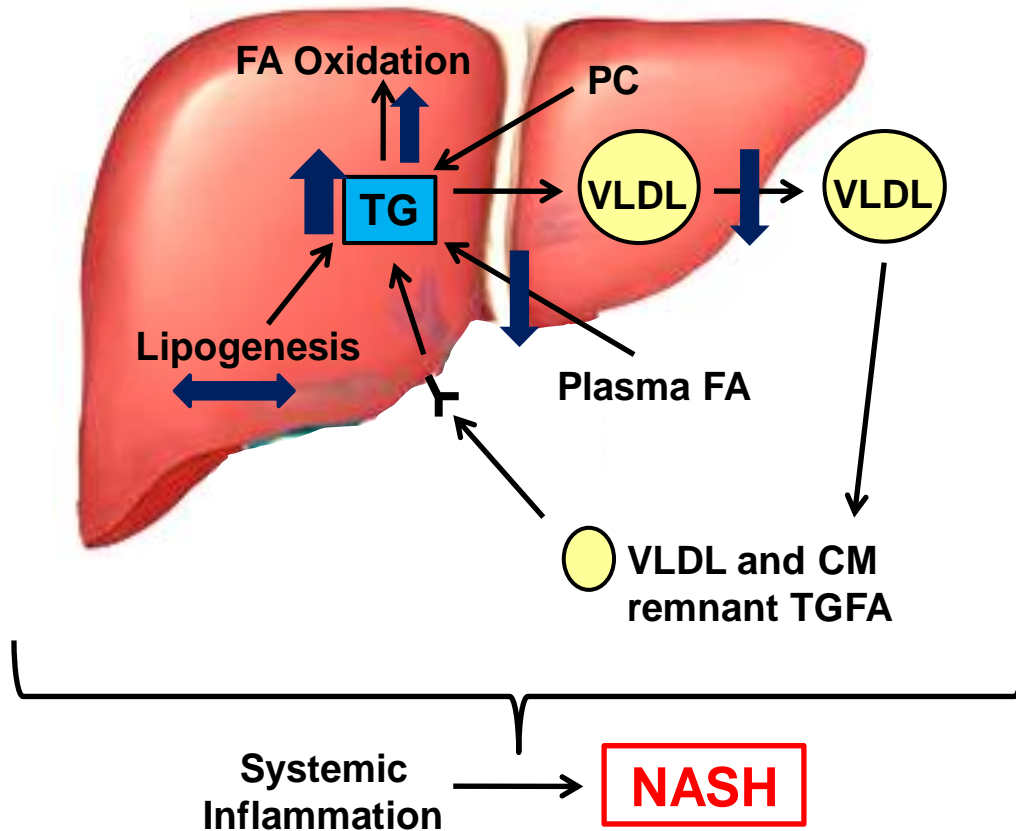 FA Oxidation
PC
TG
VLDL
VLDL
Lipogenesis
Plasma FA
VLDL and CM
remnant TGFA
Systemic
Inflammation
NASH